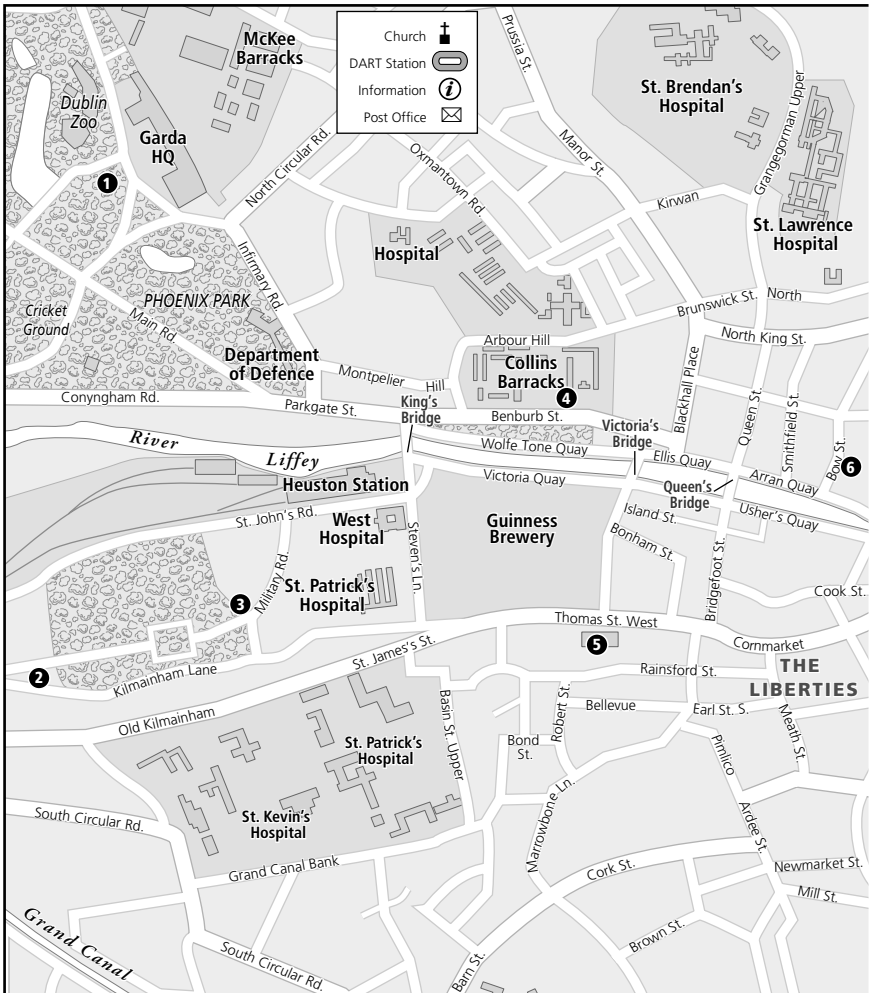 Church
DART Station
Information
i
Post Office
McKee
Barracks
Prussia St.
St. Brendan's
Hospital
Dublin
Zoo
Garda
HQ
1
North Circular Rd.
Oxmantown Rd.
Manor St.
Grangegorman Upper
Kirwan
St. Lawrence
Hospital
Hospital
Infirmary Rd.
PHOENIX PARK
Cricket
Ground
Main Rd
Department
of Defence
Brunswick St. North
North King St.
Arbour Hill
Collins
Barracks
4
Montpelier Hill
Conyngham Rd.
Parkgate St.
King's
Bridge
Benburb St.
Victoria's
Bridge
Blackhall Place
Queen St.
Smithfield St.
Bow St.
6
River
Liffey
Wolfe Tone Quay
Ellis Quay
Arran Quay
Heuston Station
Victoria Quay
Queen's
Bridge
Usher's Quay
St. John's Rd.
West
Hospital
Steven's Ln.
Guinness
Brewery
Island St.
Bonham St.
Bridgefoot St.
Military Rd.
St. Patrick's
Hospital
3
Cook St.
Thomas St. West
5
Cornmarket
2
Kilmainham Lane
St. James's St.
Rainsford St.
THE
LIBERTIES
Old Kilmainham
Basin St. Upper
Robert St.
Bellevue
Earl St. S.
Meath St.
St. Patrick's
Hospital
Bond
St.
Pimlico
St. Kevin's
Hospital
Marrowbone Ln.
Ardee St.
South Circular Rd.
Grand Canal Bank
Cork St.
Newmarket St.
Mill St.
Grand Canal
South Circular Rd.
Barn St.
Brown St.